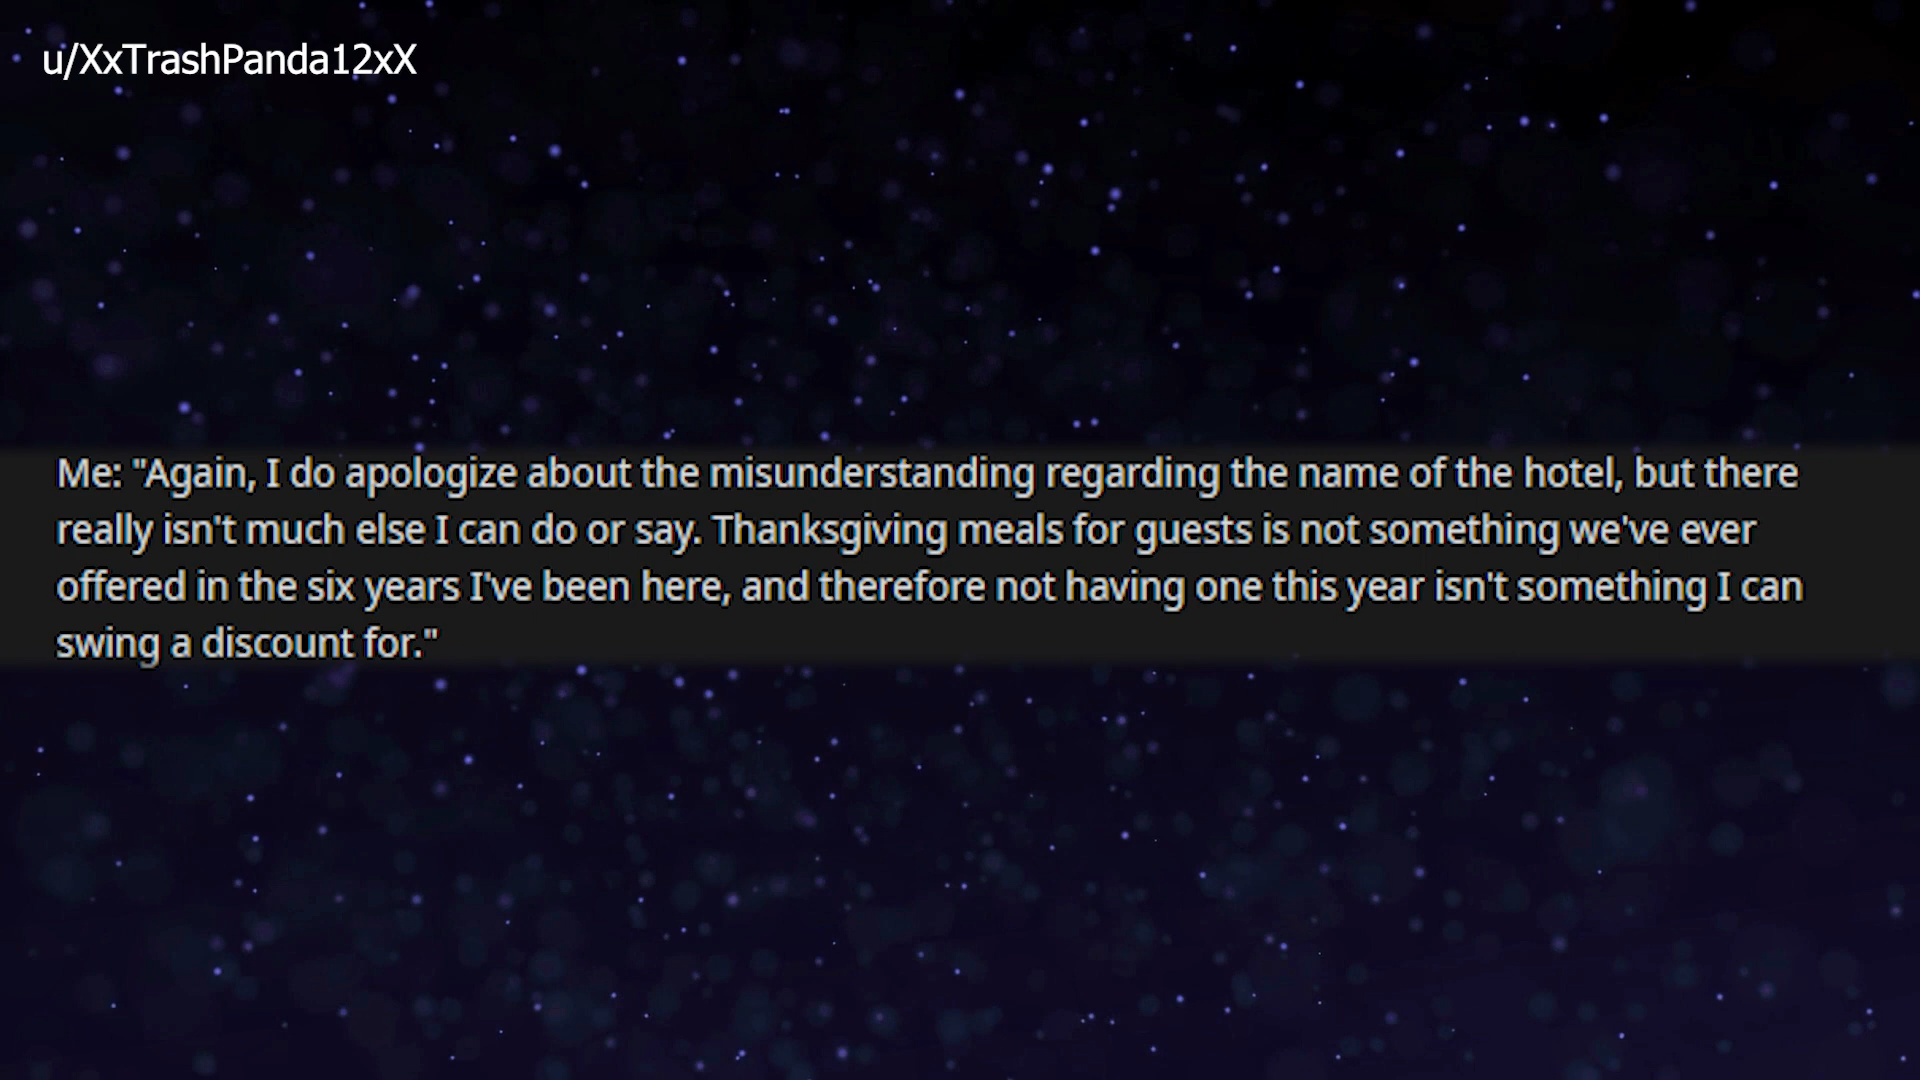 u/XxTrashPanda12xX
Me: "Again, I do apologize about the misunderstanding regarding the name of the hotel, but there
really isn't much else I can do or say. Thanksgiving meals for guests is not something we've ever
offered in the six years I've been here, and therefore not having one this year isn't something I can
swing a discount for."